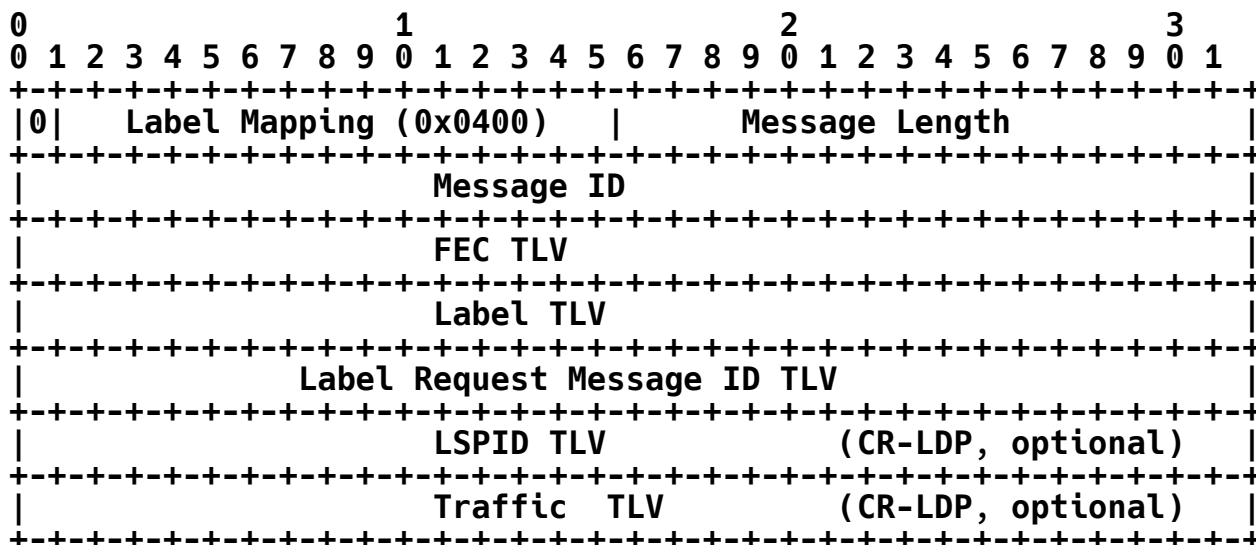 0                   1                   2                   3
0 1 2 3 4 5 6 7 8 9 0 1 2 3 4 5 6 7 8 9 0 1 2 3 4 5 6 7 8 9 0 1
+-+-+-+-+-+-+-+-+-+-+-+-+-+-+-+-+-+-+-+-+-+-+-+-+-+-+-+-+-+-+-+-+
|0|   Label Mapping (0x0400)   |      Message Length            |
+-+-+-+-+-+-+-+-+-+-+-+-+-+-+-+-+-+-+-+-+-+-+-+-+-+-+-+-+-+-+-+-+
|                     Message ID                                |
+-+-+-+-+-+-+-+-+-+-+-+-+-+-+-+-+-+-+-+-+-+-+-+-+-+-+-+-+-+-+-+-+
|                     FEC TLV                                   |
+-+-+-+-+-+-+-+-+-+-+-+-+-+-+-+-+-+-+-+-+-+-+-+-+-+-+-+-+-+-+-+-+
|                     Label TLV                                 |
+-+-+-+-+-+-+-+-+-+-+-+-+-+-+-+-+-+-+-+-+-+-+-+-+-+-+-+-+-+-+-+-+
|              Label Request Message ID TLV                     |
+-+-+-+-+-+-+-+-+-+-+-+-+-+-+-+-+-+-+-+-+-+-+-+-+-+-+-+-+-+-+-+-+
|                     LSPID TLV            (CR-LDP, optional)   |
+-+-+-+-+-+-+-+-+-+-+-+-+-+-+-+-+-+-+-+-+-+-+-+-+-+-+-+-+-+-+-+-+
|                     Traffic  TLV         (CR-LDP, optional)   |
+-+-+-+-+-+-+-+-+-+-+-+-+-+-+-+-+-+-+-+-+-+-+-+-+-+-+-+-+-+-+-+-+